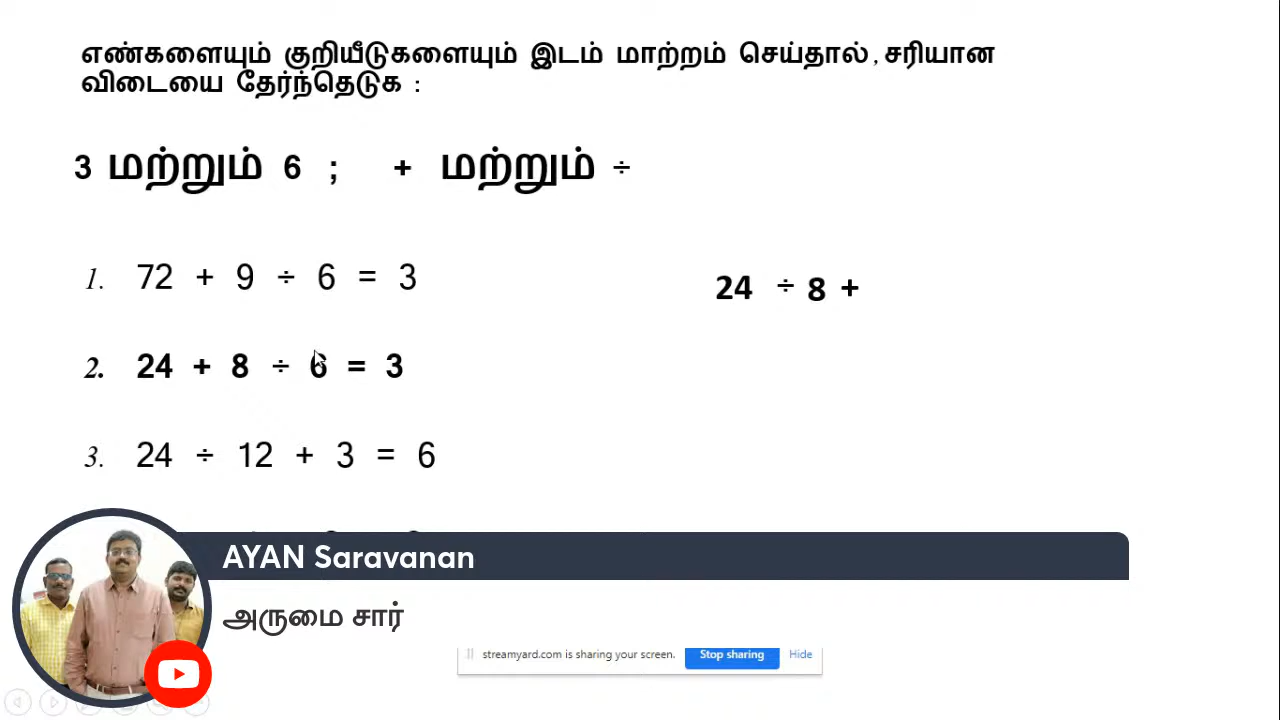 எண்களையும் குறியீடுகளையும் இடம் மாற்றம் செய்தால்,சரியான
விடையை தேர்ந்தெடுக :
3 மற்றும் 6 ; + மற்றும் ÷
1. 72 + 9 ÷ 6 = 3
24 ÷ 8 +
2. 24 + 8 ÷ 6 = 3
3. 24 ÷ 12 + 3 = 6
AYAN Saravanan
அருமை சார்
streamyard.com is sharing your screen. Stop sharing Hide